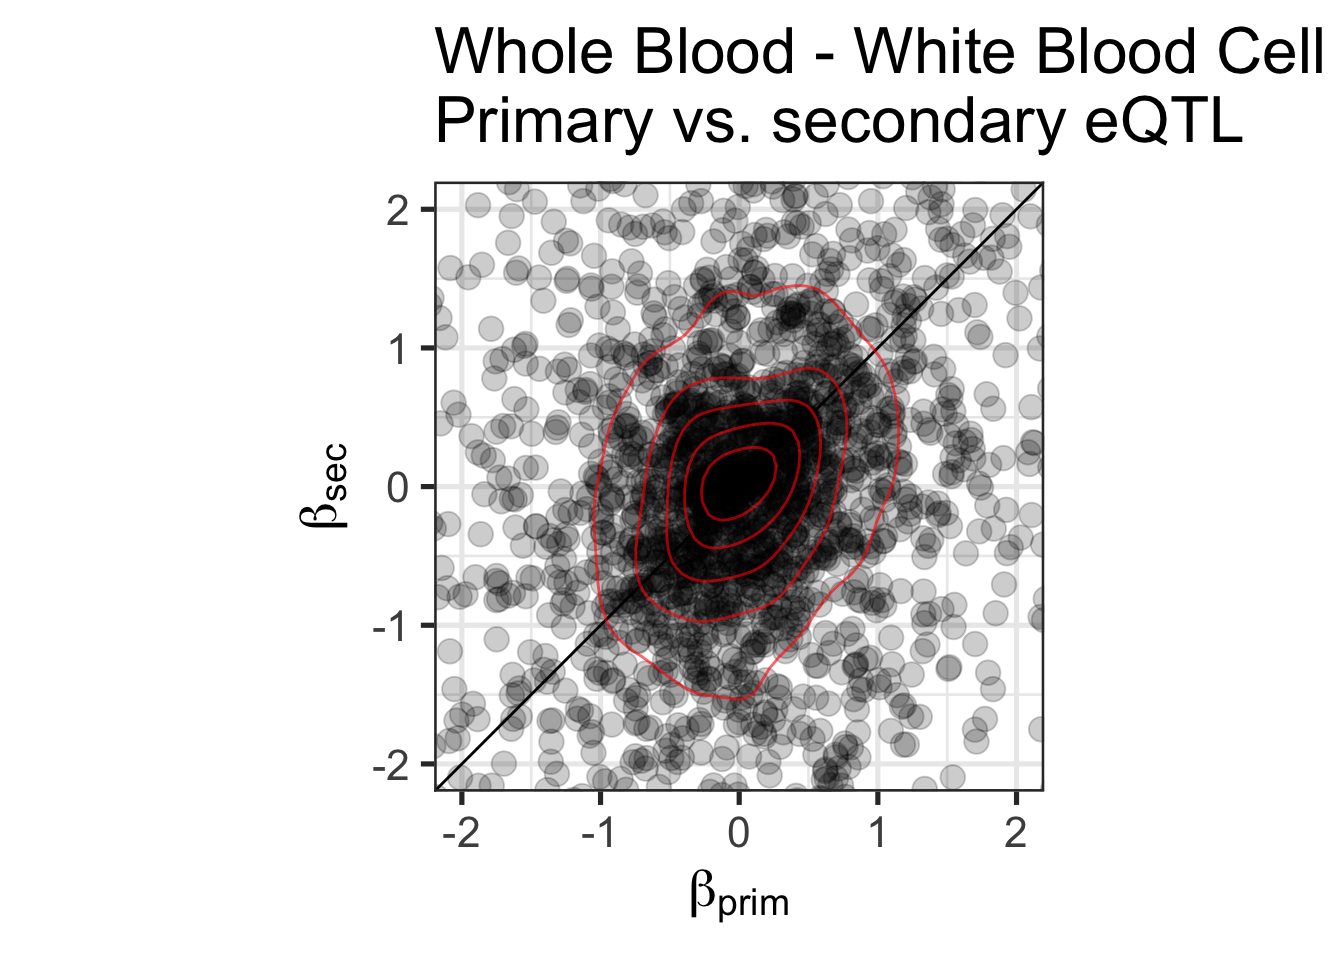 Whole Blood - White Blood Cell
Primary vs. secondary eQTL
2
1
0
-1
-2
βsec
-2 -1 0 1 2
βprim